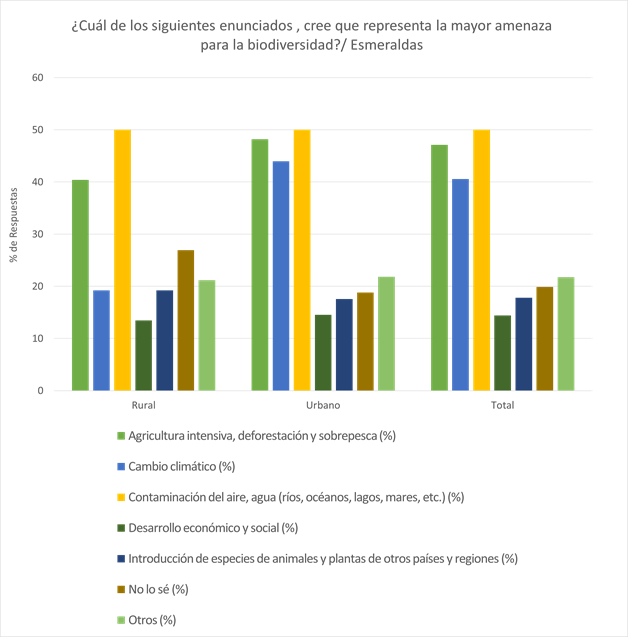 ¿Cuál de los siguientes enunciados , cree que representa la mayor amenaza
para la biodiversidad?/ Esmeraldas
% de Respuestas
60
50
40
30
20
10
0
Rural
Urbano
Total
Agricultura intensiva, deforestación y sobrepesca (%)
Cambio climático (%)
Contaminación del aire, agua (ríos, océanos, lagos, mares, etc.) (%)
Desarrollo económico y social (%)
Introducción de especies de animales y plantas de otros países y regiones (%)
No lo sé (%)
Otros (%)